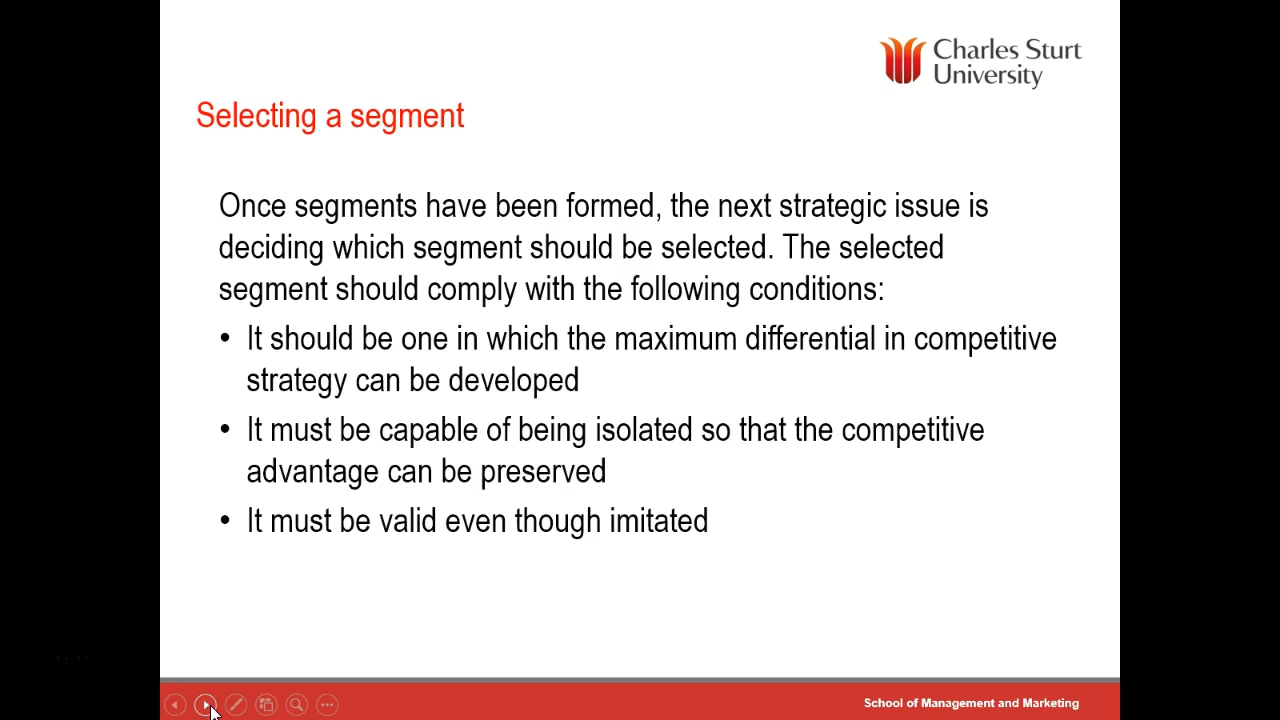 Charles Sturt
University
Selecting a segment
Once segments have been formed, the next strategic issue is
deciding which segment should be selected. The selected
segment should comply with the following conditions:
• It should be one in which the maximum differential in competitive
strategy can be developed
• It must be capable of being isolated so that the competitive
advantage can be preserved
• It must be valid even though imitated
School of Management and Marketing